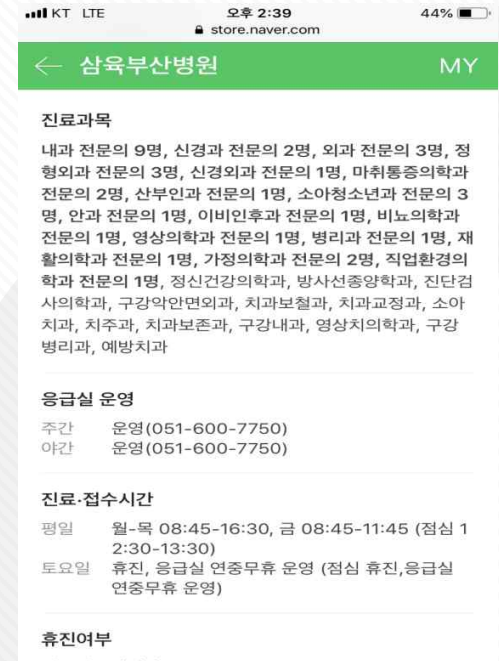 KT LTE 오후 2:39 44%
store.naver.com
← 삼육부산병원 MY
진료과목
내과 전문의 9명, 신경과 전문의 2명, 외과 전문의 3명, 정
형외과 전문의 3명, 신경외과 전문의 1명, 마취통증의학과
전문의 2명, 산부인과 전문의 1명, 소아청소년과 전문의 3
명, 안과 전문의 1명, 이비인후과 전문의 1명, 비뇨의학과
전문의 1명, 영상의학과 전문의 1명, 병리과 전문의 1명, 재
활의학과 전문의 1명, 가정의학과 전문의 2명, 직업환경의
학과 전문의 1명, 정신건강의학과, 방사선종양학과, 진단검
사의학과, 구강악안면외과, 치과보철과, 치과교정과, 소아
치과, 치주과, 치과보존과, 구강내과, 영상치의학과, 구강
병리과, 예방치과
응급실 운영
주간 운영(051-600-7750)
야간 운영(051-600-7750)
진료·접수시간
평일 월-목 08:45-16:30, 금 08:45-11:45 (점심 1
2:30-13:30)
토요일 휴진, 응급실 연중무휴 운영 (점심 휴진,응급실
연중무휴 운영)
휴진여부